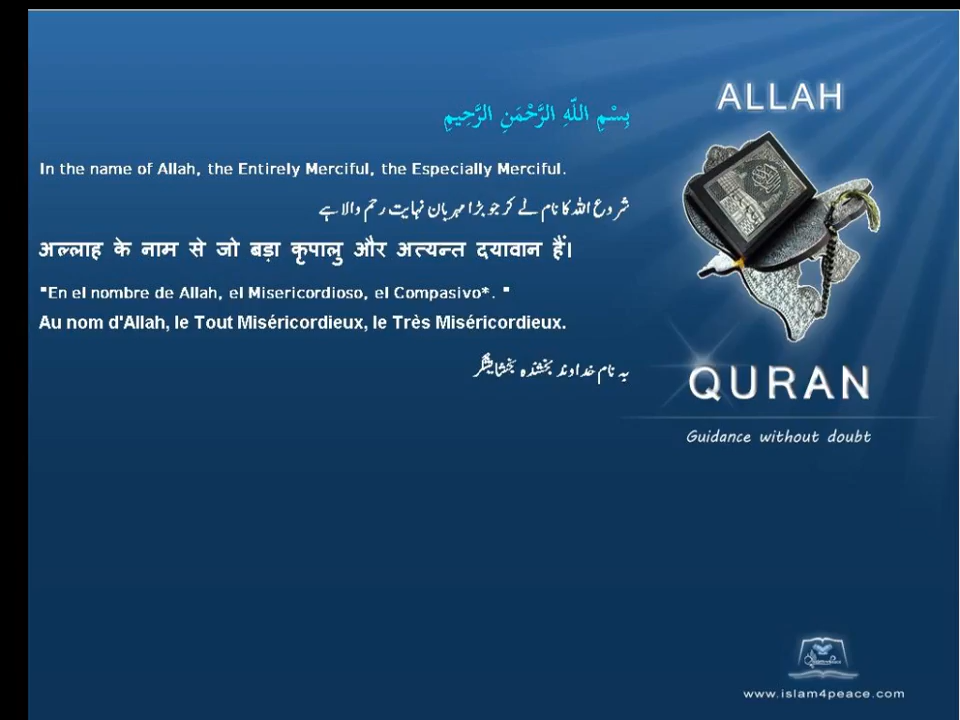 بِسْمِ اللَّهِ الرَّحْمَنِ الرَّحِيمِ
In the name of Allah, the Entirely Merciful, the Especially Merciful.
شروع الله کا نام لے کر جو بڑا مہربان نہایت رحم والا ہے
अल्लाह के नाम से जो बड़ा कृपालु और अत्यन्त दयावान हैं।
"En el nombre de Allah, el Misericordioso, el Compasivo*. "
Au nom d'Allah, le Tout Miséricordieux, le Très Miséricordieux.
به نام خداوند بخشنده بخشایشگر
ALLAH
QURAN
Guidance without doubt
www.islam4peace.com